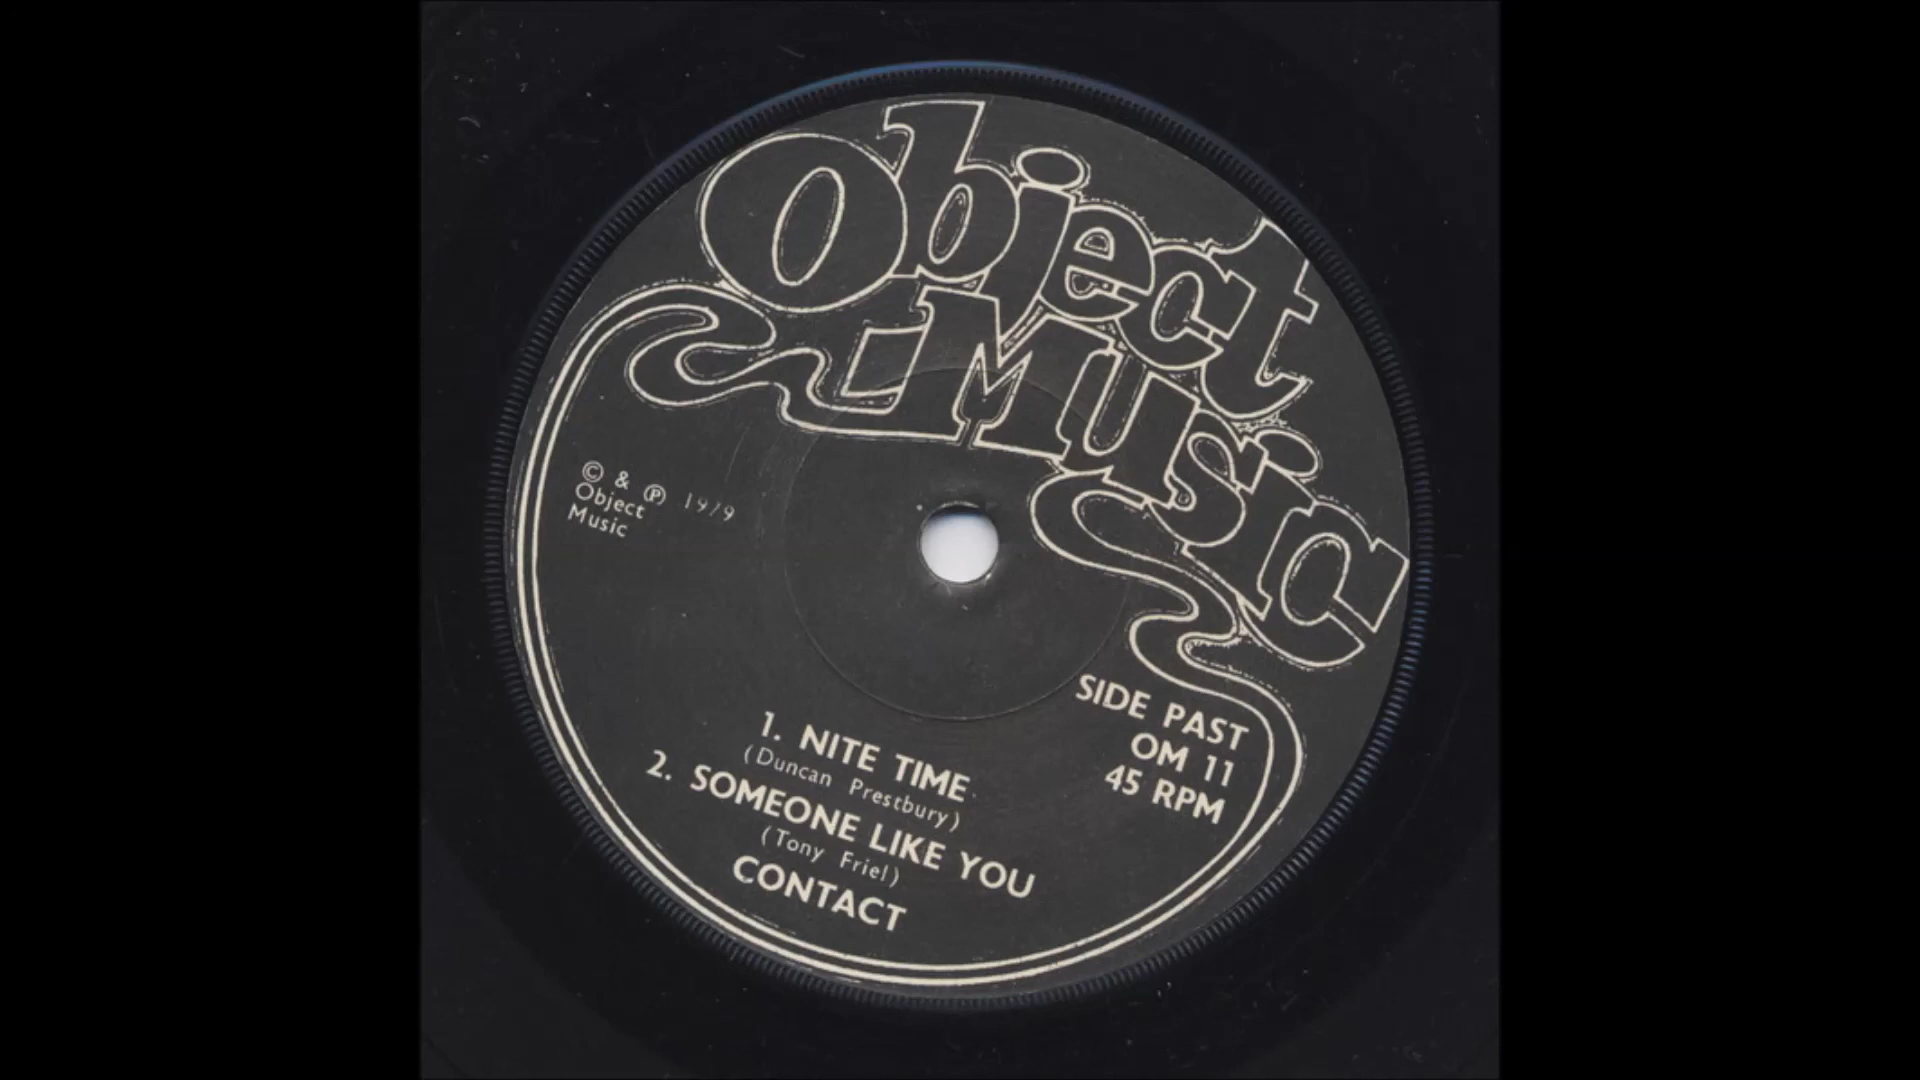 Object
Music
© & ℗ 1979
Object
Music
SIDE PAST
OM 11
45 RPM
1. NITE TIME
(Duncan Prestbury)
2. SOMEONE LIKE YOU
(Tony Friel)
CONTACT